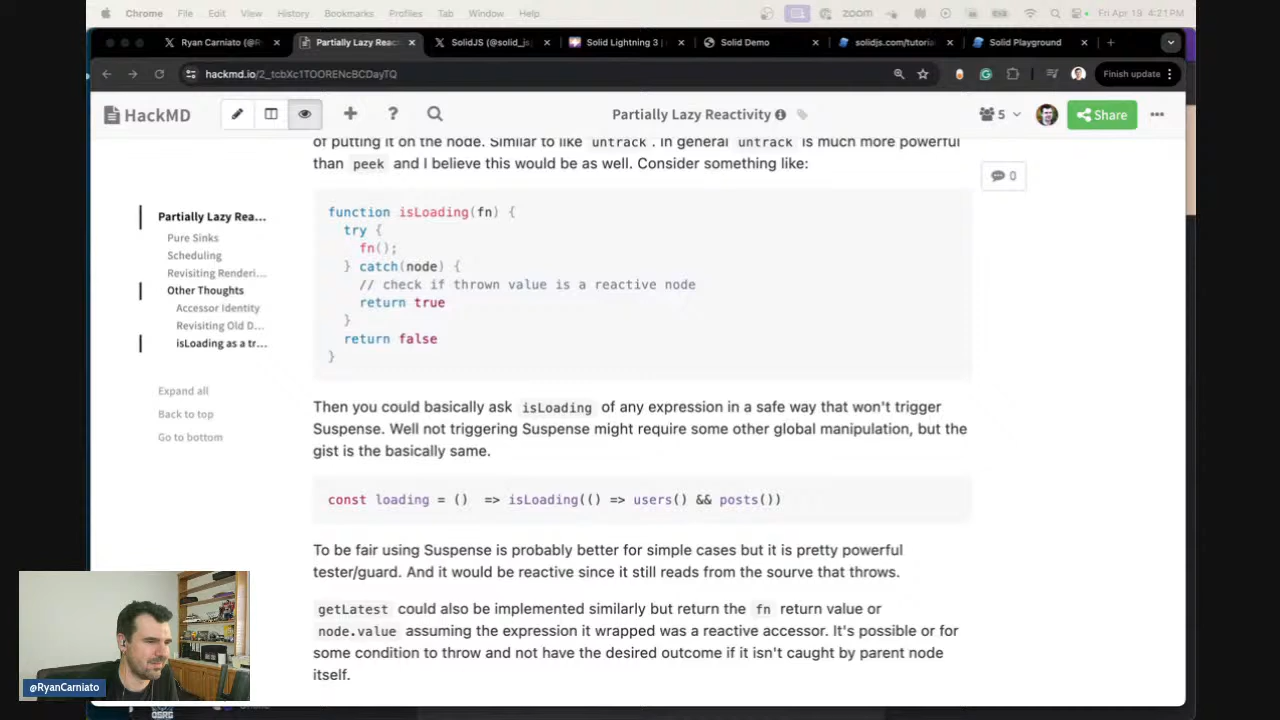 Chrome File Edit View History Bookmarks Profiles Tab Window Help zoom Fri Apr 19 4:21 PM
Ryan Carniato (@R Partially Lazy Reac SolidJS (@solid_js Solid Lightning 3 | Solid Demo solidjs.com/tutoria Solid Playground
hackmd.io/2_tcbXc1TOORENcBCDayTQ Finish update
HackMD Partially Lazy Reactivity 5 Share
of putting it on the node. Similar to like untrack. In general untrack is much more powerful
than peek and I believe this would be as well. Consider something like:
0
function isLoading(fn) {
try {
fn();
} catch(node) {
// check if thrown value is a reactive node
return true
}
return false
}
Partially Lazy Rea...
Pure Sinks
Scheduling
Revisiting Renderi...
Other Thoughts
Accessor Identity
Revisiting Old D...
isLoading as a tr...
Expand all
Back to top
Go to bottom
Then you could basically ask isLoading of any expression in a safe way that won't trigger
Suspense. Well not triggering Suspense might require some other global manipulation, but the
gist is the basically same.
const loading = () => isLoading(() => users() && posts())
To be fair using Suspense is probably better for simple cases but it is pretty powerful
tester/guard. And it would be reactive since it still reads from the sourve that throws.
getLatest could also be implemented similarly but return the fn return value or
node.value assuming the expression it wrapped was a reactive accessor. It's possible or for
some condition to throw and not have the desired outcome if it isn't caught by parent node
itself.
@RyanCarniato